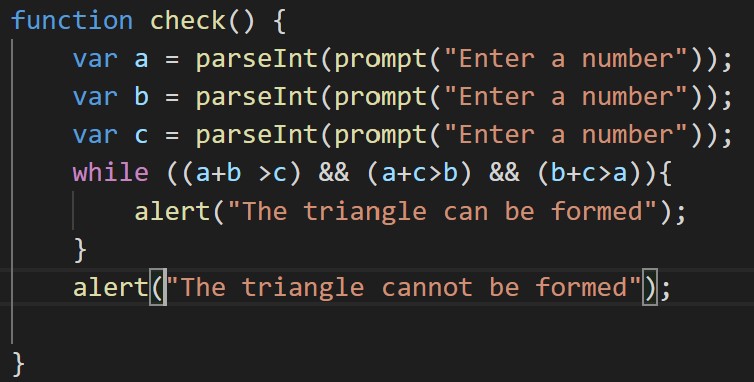 function check() {
    var a = parseInt(prompt("Enter a number"));
    var b = parseInt(prompt("Enter a number"));
    var c = parseInt(prompt("Enter a number"));
    while ((a+b >c) && (a+c>b) && (b+c>a)){
        alert("The triangle can be formed");
    }
    alert("The triangle cannot be formed");
}